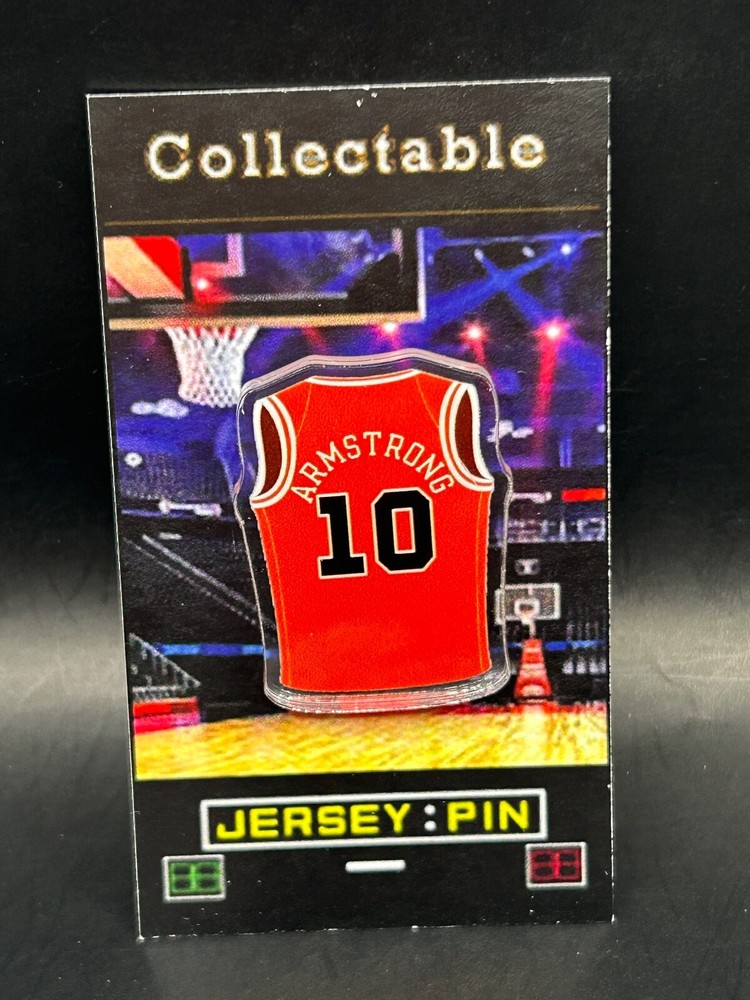 Collectable
ARMSTRONG
10
JERSEY : PIN